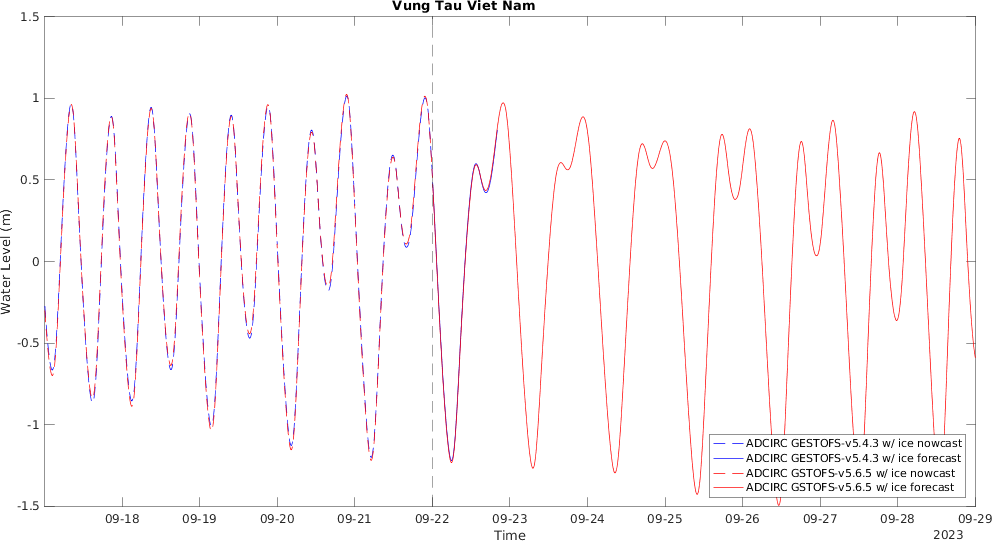 Vung Tau Viet Nam
1.5
1
0.5
0
-0.5
-1
-1.5
Water Level (m)
ADCIRC GESTOFS-v5.4.3 w/ ice nowcast
ADCIRC GESTOFS-v5.4.3 w/ ice forecast
ADCIRC GSTOFS-v5.6.5 w/ ice nowcast
ADCIRC GSTOFS-v5.6.5 w/ ice forecast
09-18 09-19 09-20 09-21 09-22 09-23 09-24 09-25 09-26 09-27 09-28 09-29
Time
2023